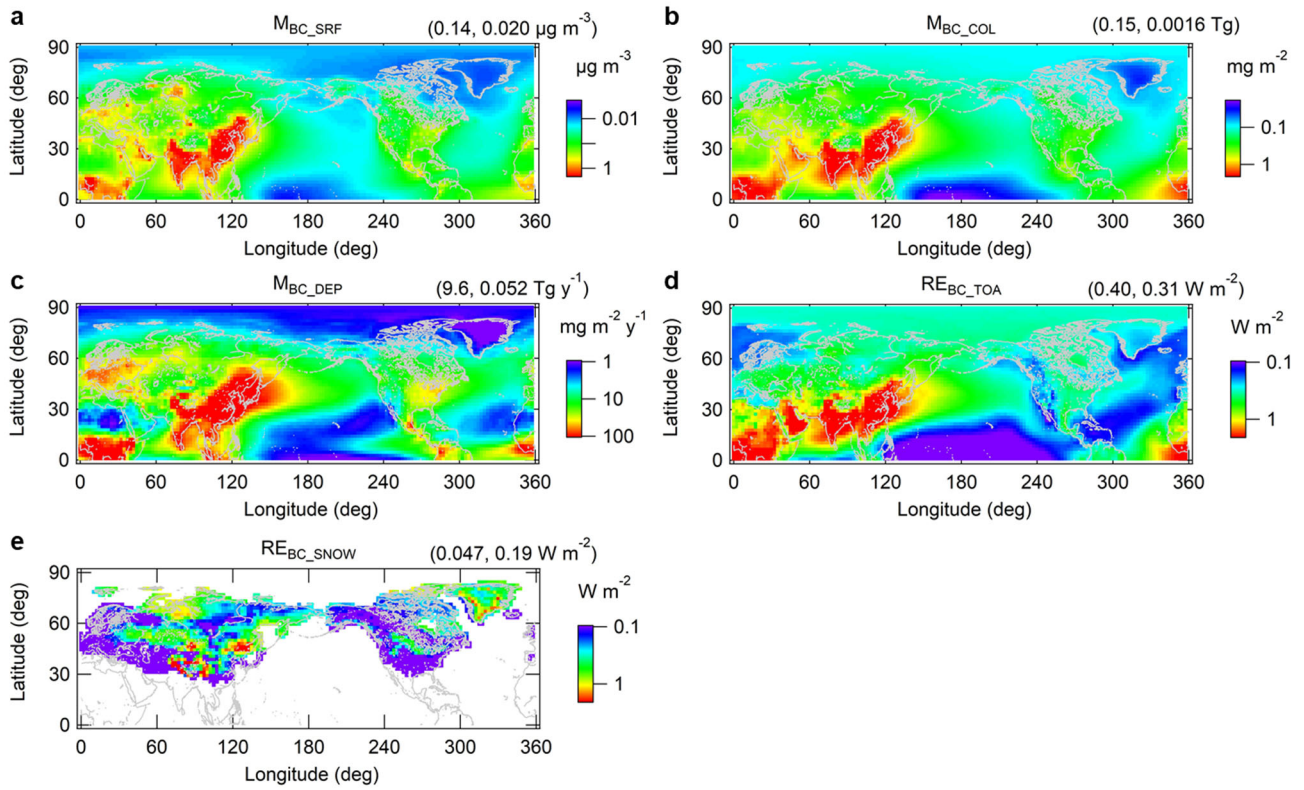 a
M_BC_SRF (0.14, 0.020 µg m⁻³)
Latitude (deg)
90
60
30
0
0 60 120 180 240 300 360
Longitude (deg)
µg m⁻³
0.01
1
b
M_BC_COL (0.15, 0.0016 Tg)
Latitude (deg)
90
60
30
0
0 60 120 180 240 300 360
Longitude (deg)
mg m⁻²
0.1
1
c
M_BC_DEP (9.6, 0.052 Tg y⁻¹)
Latitude (deg)
90
60
30
0
0 60 120 180 240 300 360
Longitude (deg)
mg m⁻² y⁻¹
1
10
100
d
RE_BC_TOA (0.40, 0.31 W m⁻²)
Latitude (deg)
90
60
30
0
0 60 120 180 240 300 360
Longitude (deg)
W m⁻²
0.1
1
e
RE_BC_SNOW (0.047, 0.19 W m⁻²)
Latitude (deg)
90
60
30
0
0 60 120 180 240 300 360
Longitude (deg)
W m⁻²
0.1
1